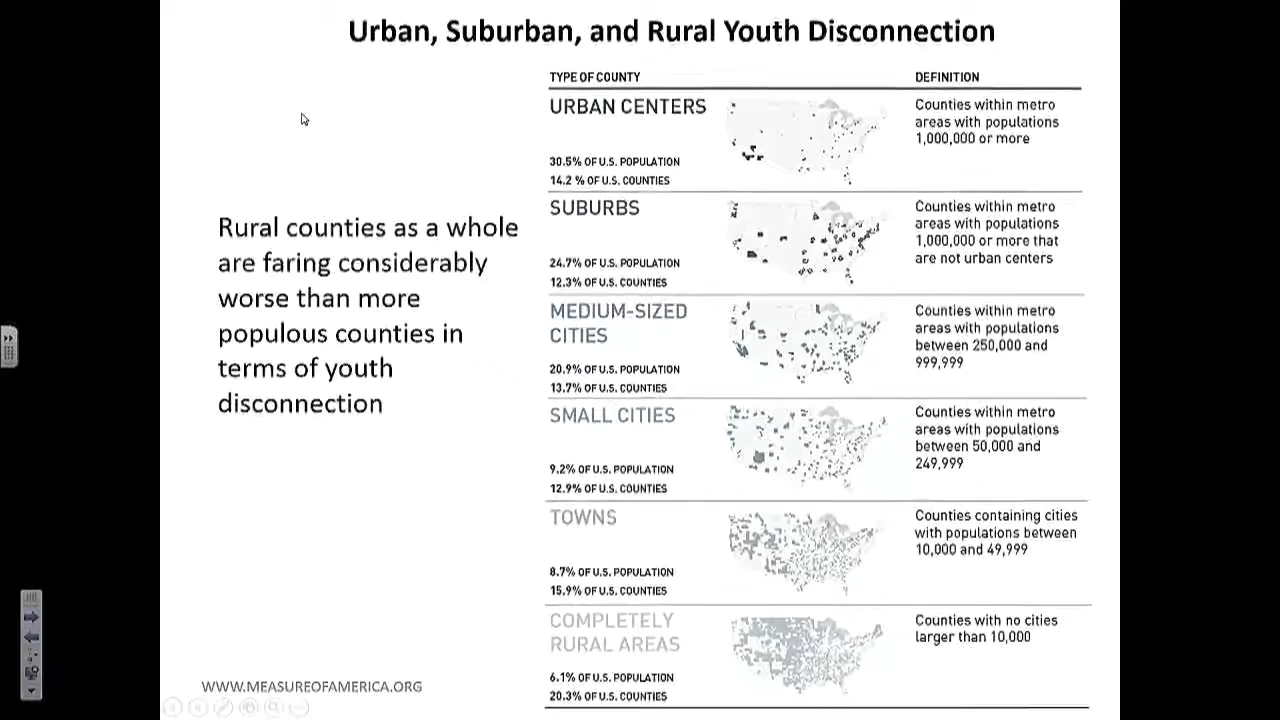 Urban, Suburban, and Rural Youth Disconnection
Rural counties as a whole
are faring considerably
worse than more
populous counties in
terms of youth
disconnection
TYPE OF COUNTY
DEFINITION
URBAN CENTERS
30.5% OF U.S. POPULATION
14.2 % OF U.S. COUNTIES
Counties within metro
areas with populations
1,000,000 or more
SUBURBS
24.7% OF U.S. POPULATION
12.3% OF U.S. COUNTIES
Counties within metro
areas with populations
1,000,000 or more that
are not urban centers
MEDIUM-SIZED
CITIES
20.9% OF U.S. POPULATION
13.7% OF U.S. COUNTIES
Counties within metro
areas with populations
between 250,000 and
999,999
SMALL CITIES
9.2% OF U.S. POPULATION
12.9% OF U.S. COUNTIES
Counties within metro
areas with populations
between 50,000 and
249,999
TOWNS
8.7% OF U.S. POPULATION
15.9% OF U.S. COUNTIES
Counties containing cities
with populations between
10,000 and 49,999
COMPLETELY
RURAL AREAS
6.1% OF U.S. POPULATION
20.3% OF U.S. COUNTIES
Counties with no cities
larger than 10,000
WWW.MEASUREOFAMERICA.ORG